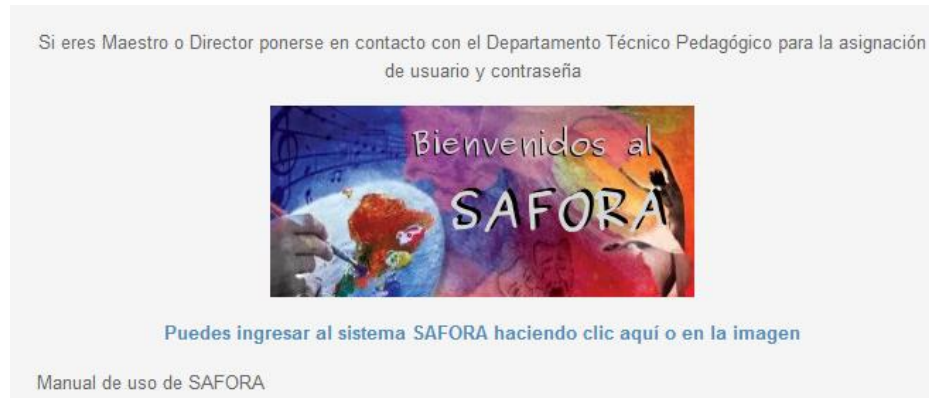 Si eres Maestro o Director ponerse en contacto con el Departamento Técnico Pedagógico para la asignación
de usuario y contraseña
Bienvenidos al
SAFORA
Puedes ingresar al sistema SAFORA haciendo clic aquí o en la imagen
Manual de uso de SAFORA